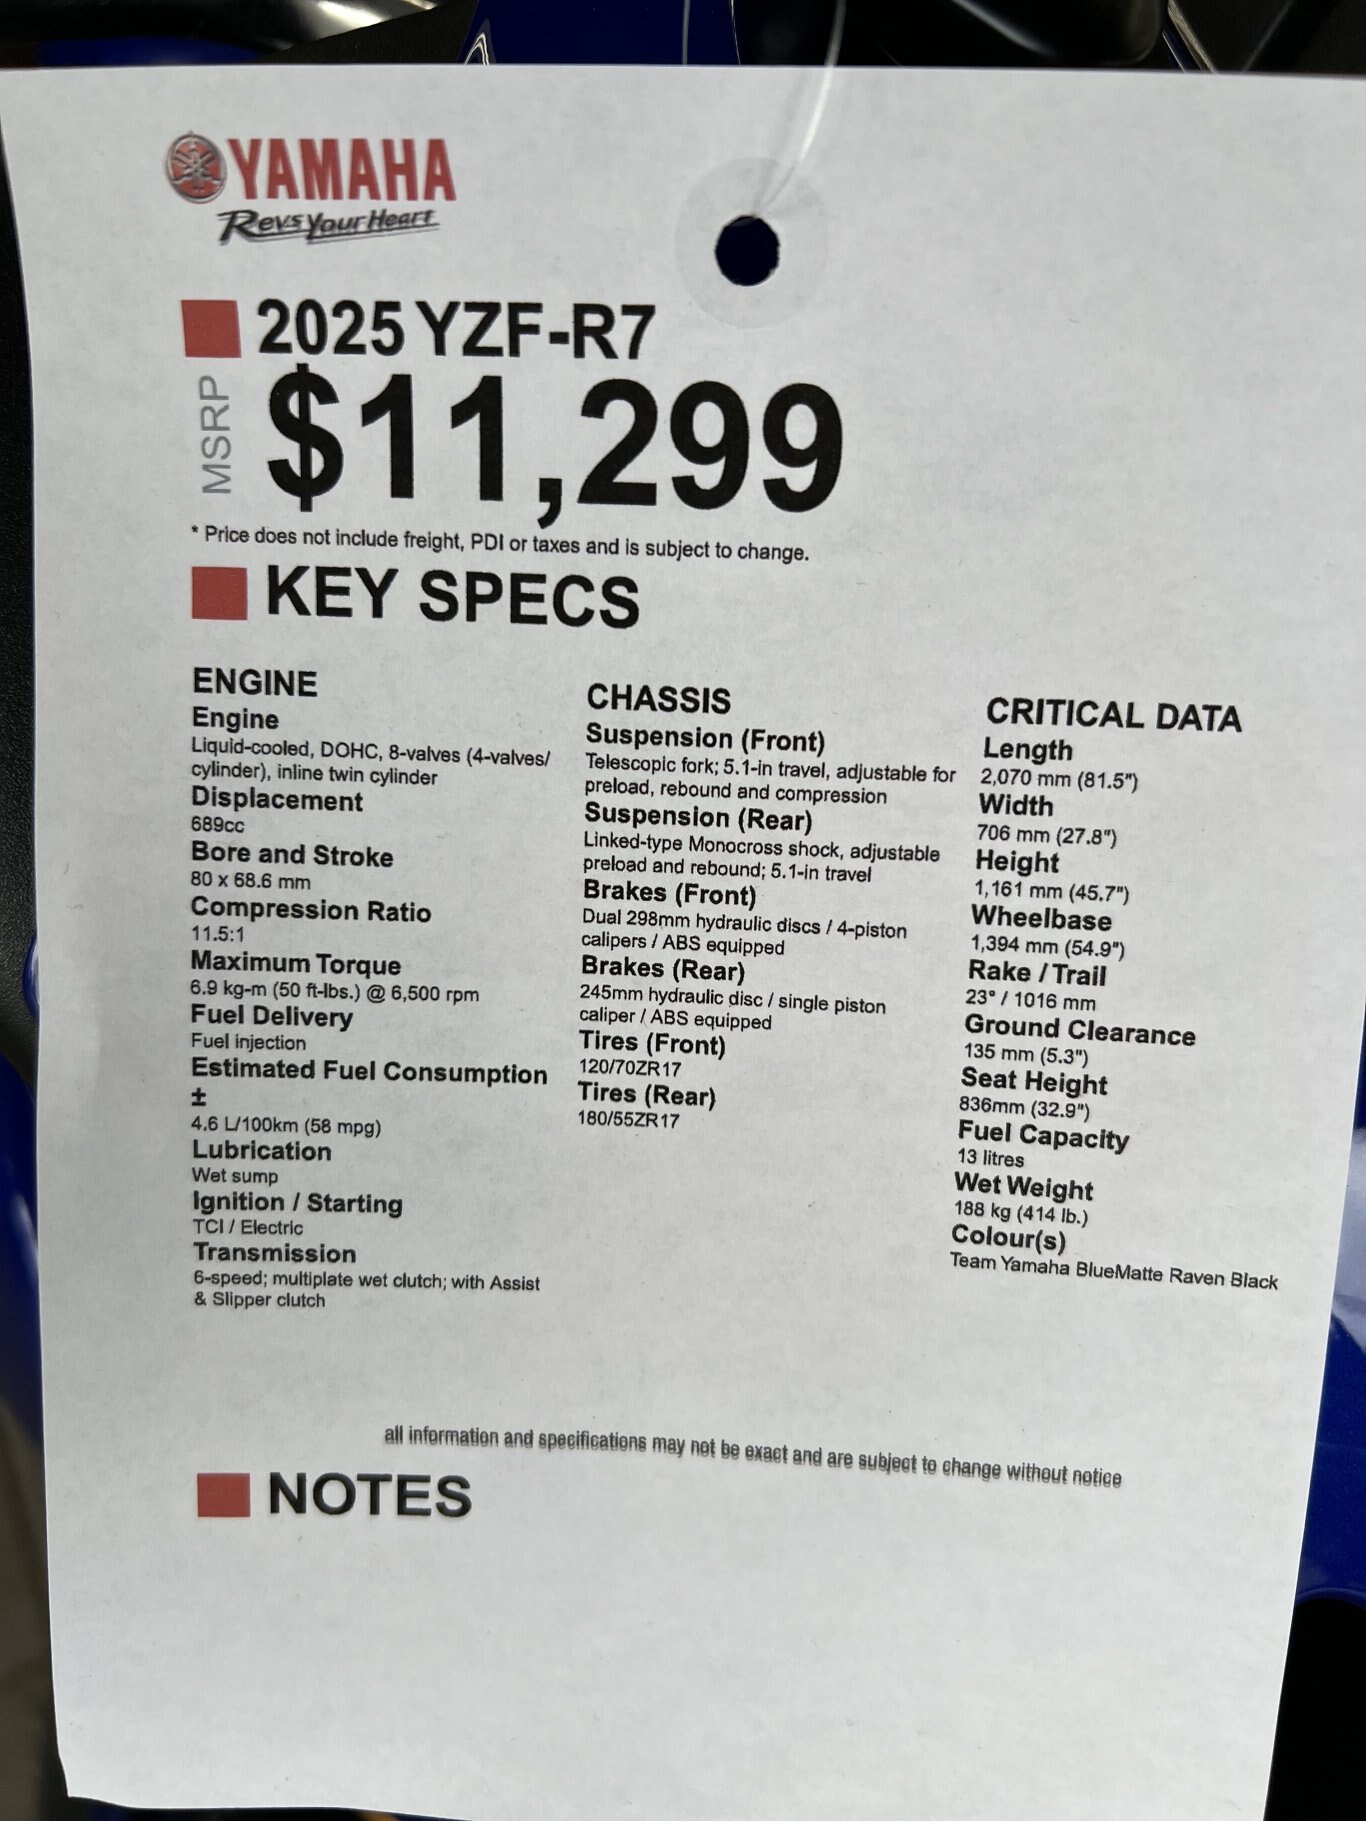 YAMAHA
Revs Your Heart
2025 YZF-R7
MSRP
$11,299
* Price does not include freight, PDI or taxes and is subject to change.
KEY SPECS
ENGINE
Engine
Liquid-cooled, DOHC, 8-valves (4-valves/
cylinder), inline twin cylinder
Displacement
689cc
Bore and Stroke
80 x 68.6 mm
Compression Ratio
11.5:1
Maximum Torque
6.9 kg-m (50 ft-lbs.) @ 6,500 rpm
Fuel Delivery
Fuel injection
Estimated Fuel Consumption
±
4.6 L/100km (58 mpg)
Lubrication
Wet sump
Ignition / Starting
TCI / Electric
Transmission
6-speed; multiplate wet clutch; with Assist
& Slipper clutch
CHASSIS
Suspension (Front)
Telescopic fork; 5.1-in travel, adjustable for
preload, rebound and compression
Suspension (Rear)
Linked-type Monocross shock, adjustable
preload and rebound; 5.1-in travel
Brakes (Front)
Dual 298mm hydraulic discs / 4-piston
calipers / ABS equipped
Brakes (Rear)
245mm hydraulic disc / single piston
caliper / ABS equipped
Tires (Front)
120/70ZR17
Tires (Rear)
180/55ZR17
CRITICAL DATA
Length
2,070 mm (81.5")
Width
706 mm (27.8")
Height
1,161 mm (45.7")
Wheelbase
1,394 mm (54.9")
Rake / Trail
23° / 1016 mm
Ground Clearance
135 mm (5.3")
Seat Height
836mm (32.9")
Fuel Capacity
13 litres
Wet Weight
188 kg (414 lb.)
Colour(s)
Team Yamaha BlueMatte Raven Black
all information and specifications may not be exact and are subject to change without notice
NOTES